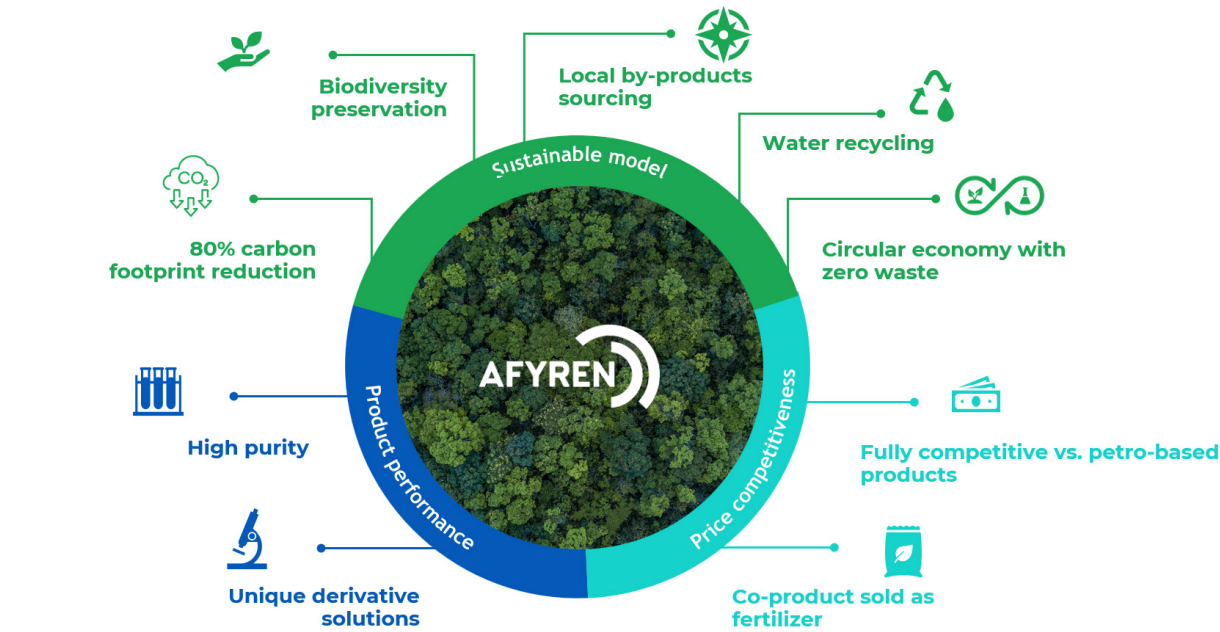 Local by-products
sourcing
Biodiversity
preservation
Water recycling
Sustainable model
CO₂
80% carbon
footprint reduction
Circular economy with
zero waste
AFYREN
Product performance
Price competitiveness
High purity
Fully competitive vs. petro-based
products
Unique derivative
solutions
Co-product sold as
fertilizer